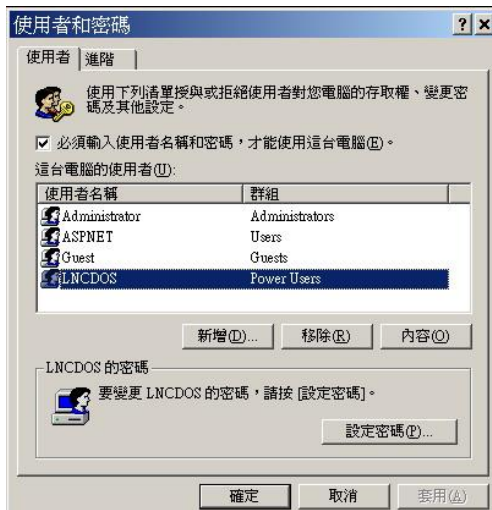 使用者和密碼
使用者 進階
使用下列清單授與或拒絕使用者對您電腦的存取權、變更密
碼及其他設定。
必須輸入使用者名稱和密碼,才能使用這台電腦(E)。
這台電腦的使用者(U):
使用者名稱 群組
Administrator Administrators
ASPNET Users
Guest Guests
LNCDOS Power Users
新增(D)... 移除(R) 內容(O)
LNCDOS 的密碼
要變更 LNCDOS 的密碼,請按 [設定密碼]。
設定密碼(P)...
確定 取消 套用(A)